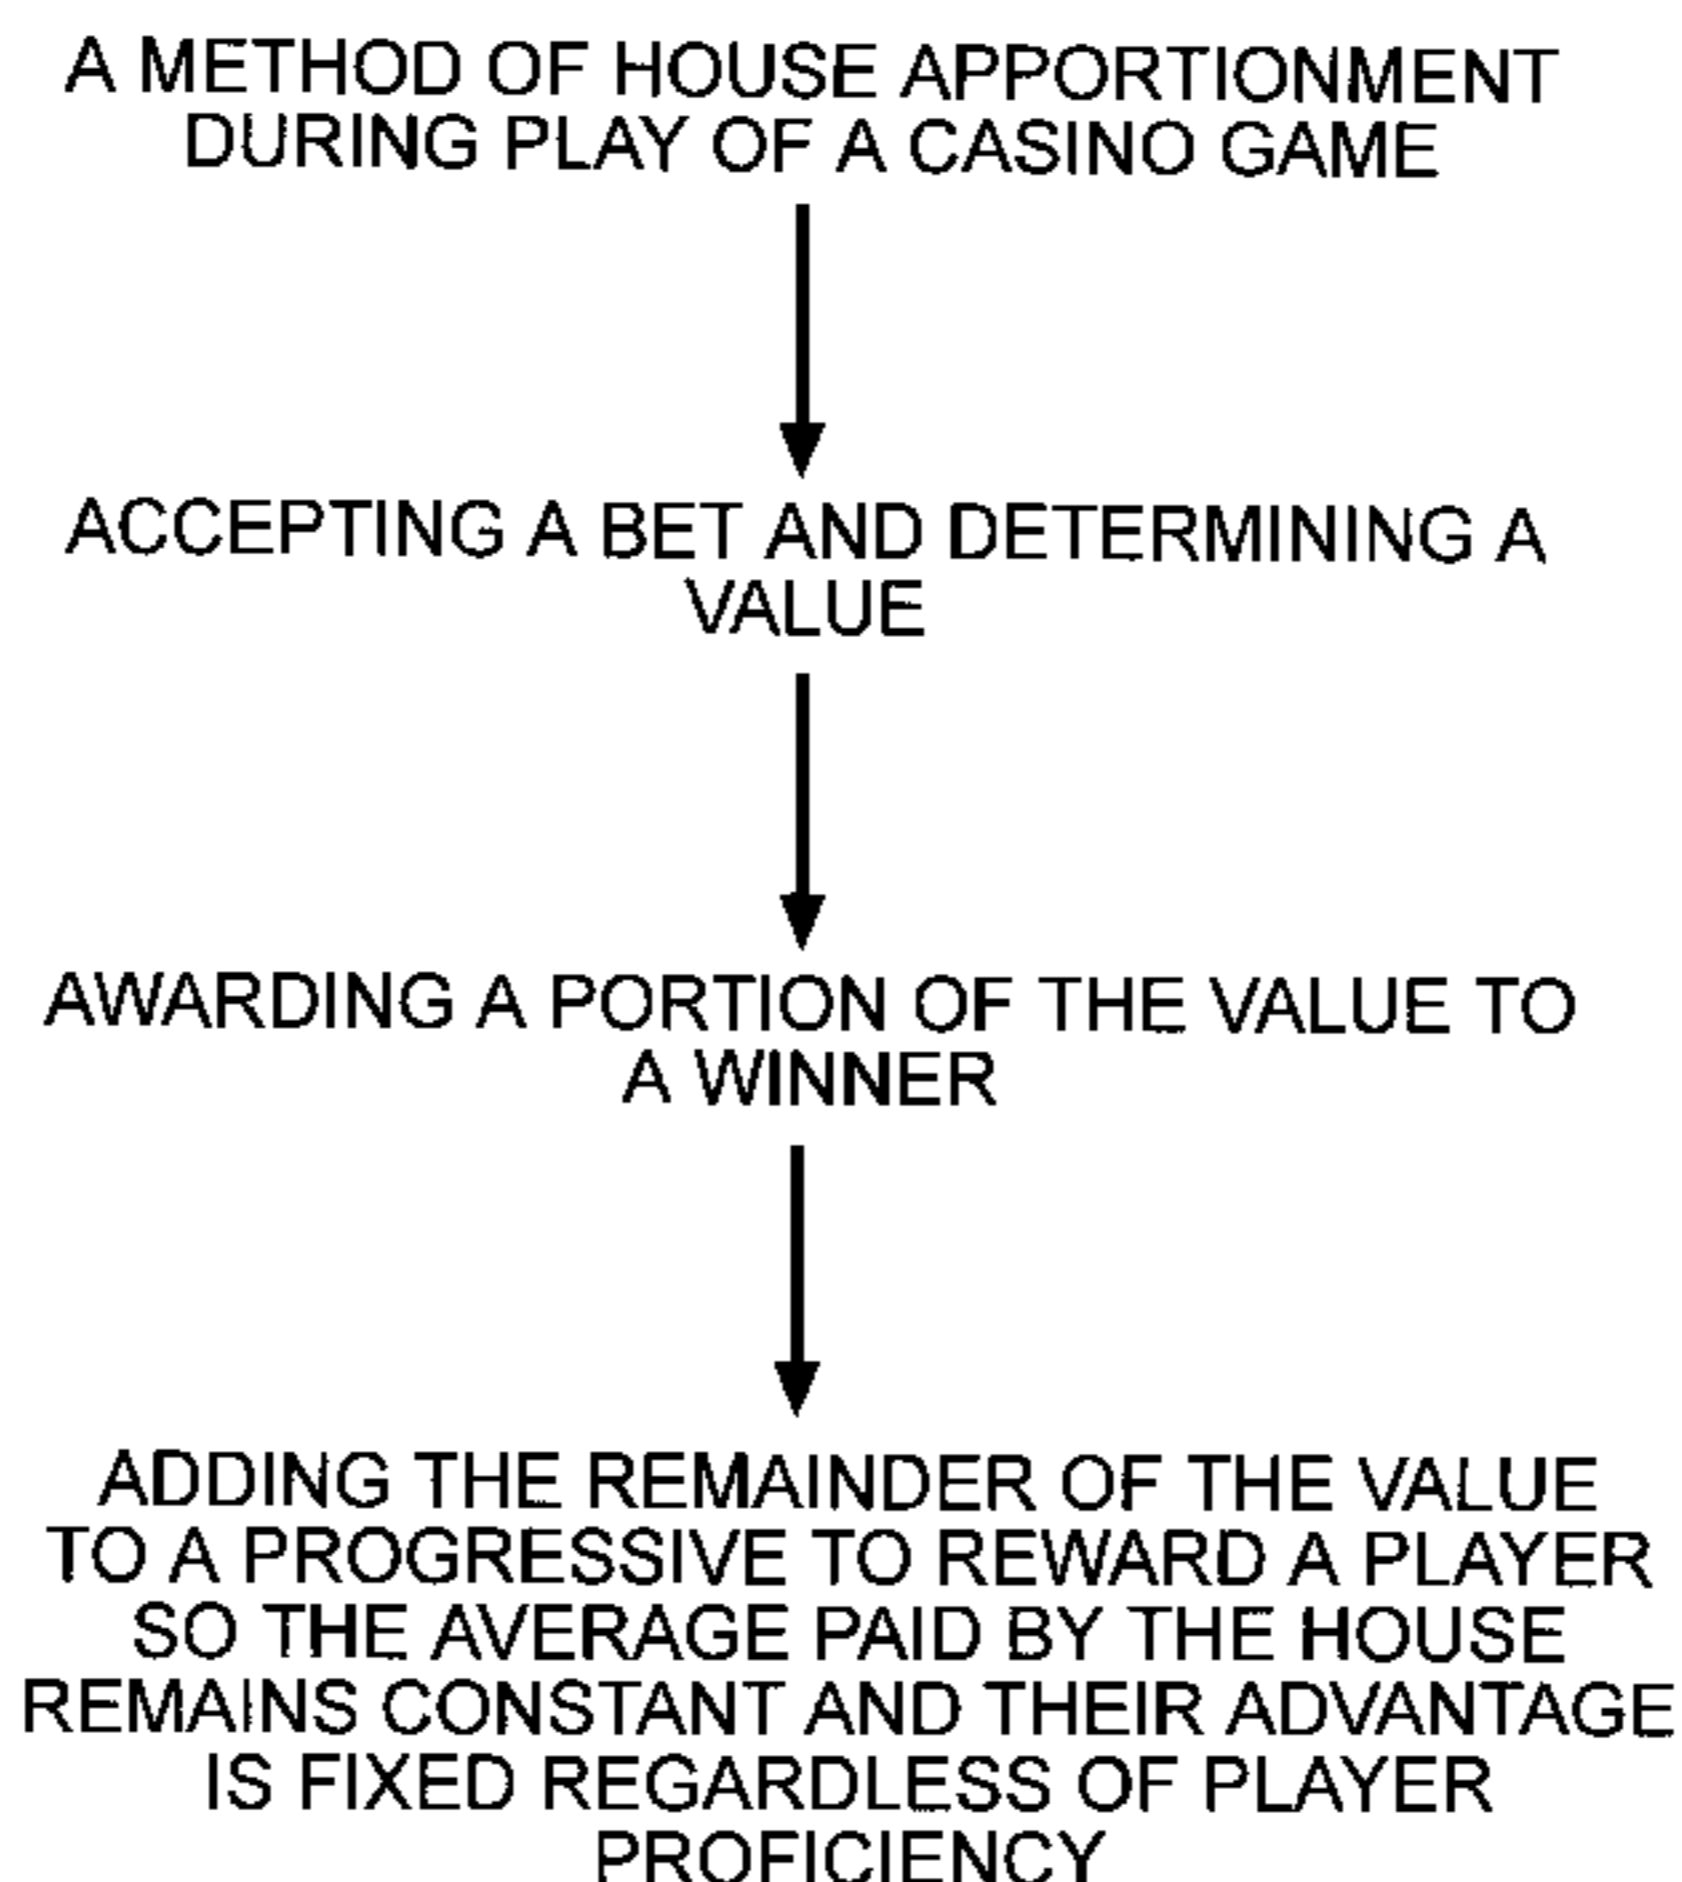 A METHOD OF HOUSE APPORTIONMENT
DURING PLAY OF A CASINO GAME
ACCEPTING A BET AND DETERMINING A
VALUE
AWARDING A PORTION OF THE VALUE TO
A WINNER
ADDING THE REMAINDER OF THE VALUE
TO A PROGRESSIVE TO REWARD A PLAYER
SO THE AVERAGE PAID BY THE HOUSE
REMAINS CONSTANT AND THEIR ADVANTAGE
IS FIXED REGARDLESS OF PLAYER
PROFICIENCY